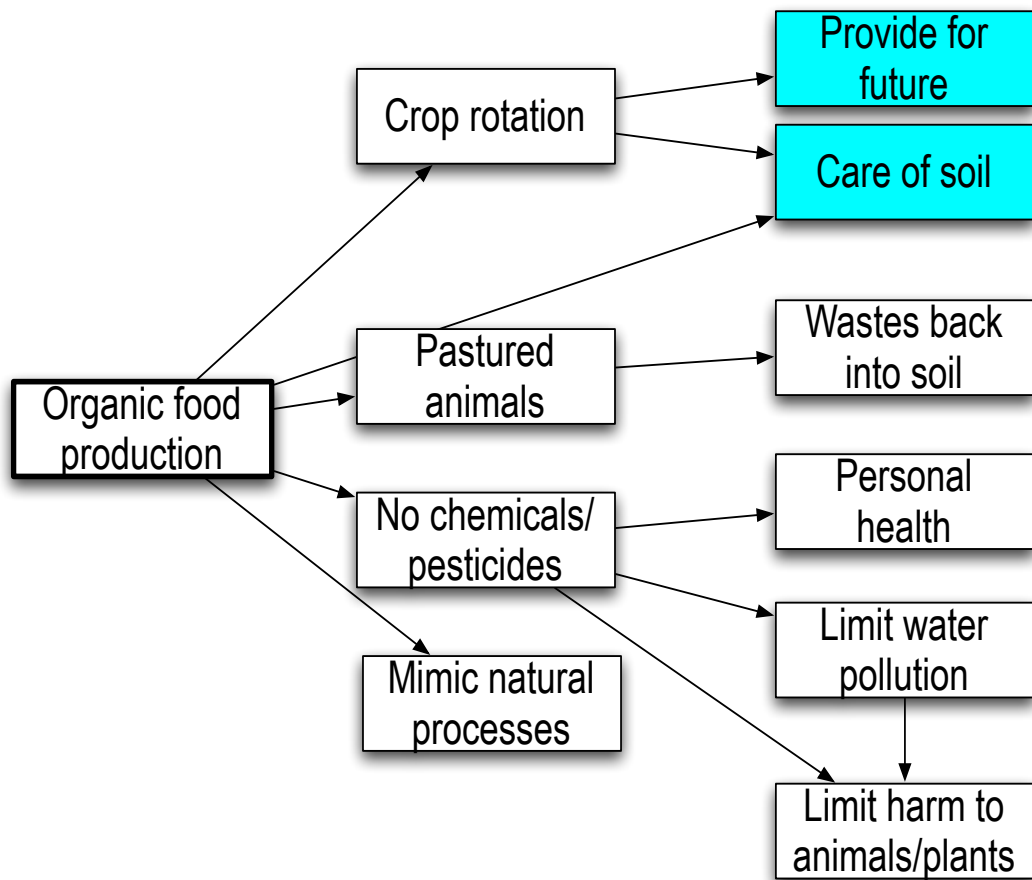 Provide for
future
Crop rotation
Care of soil
Pastured
animals
Wastes back
into soil
Organic food
production
No chemicals/
pesticides
Personal
health
Mimic natural
processes
Limit water
pollution
Limit harm to
animals/plants